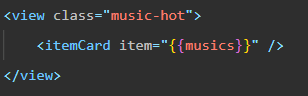 <view class="music-hot">
<itemCard item="{{musics}}" />
</view>